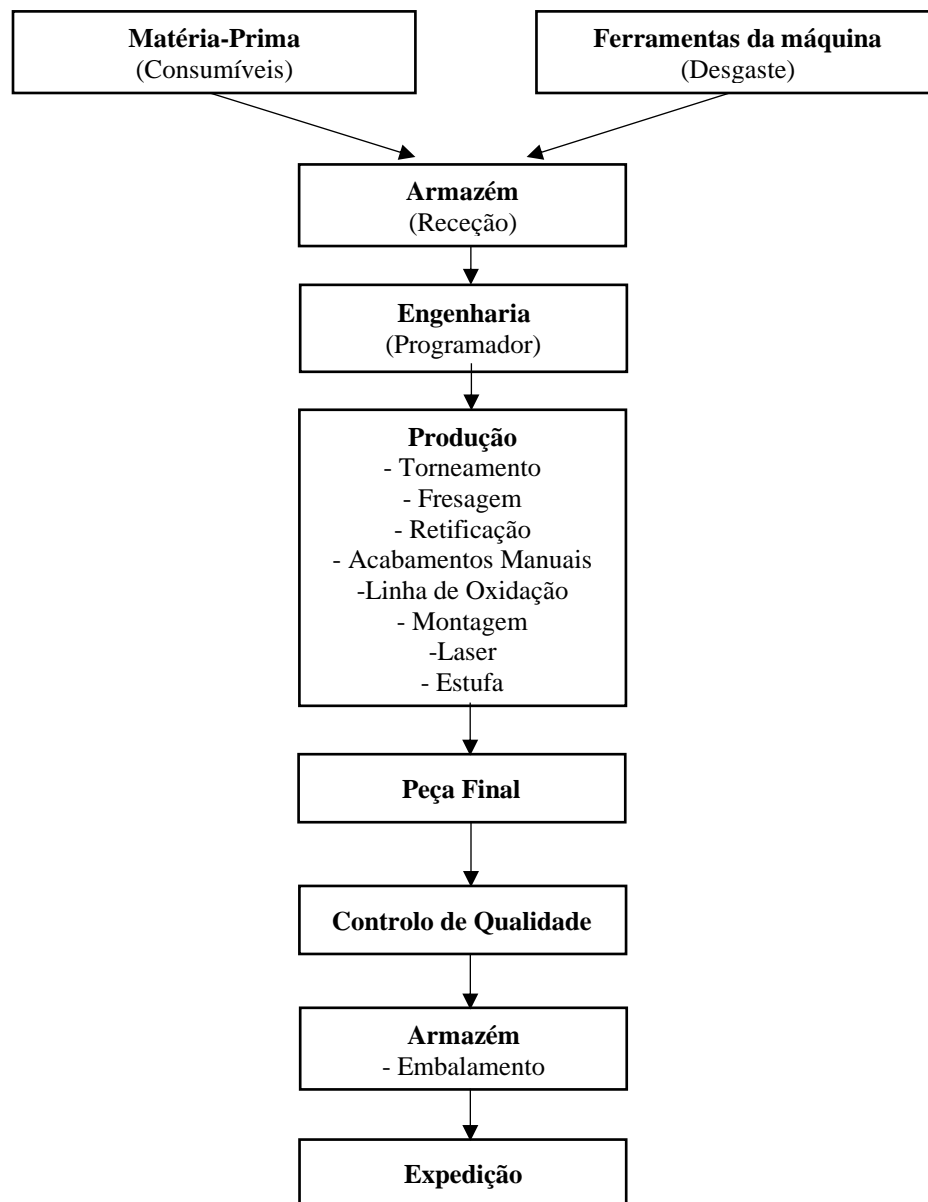 Matéria-Prima
(Consumíveis)
Ferramentas da máquina
(Desgaste)
Armazém
(Receção)
Engenharia
(Programador)
Produção
- Torneamento
- Fresagem
- Retificação
- Acabamentos Manuais
-Linha de Oxidação
- Montagem
-Laser
- Estufa
Peça Final
Controlo de Qualidade
Armazém
- Embalamento
Expedição